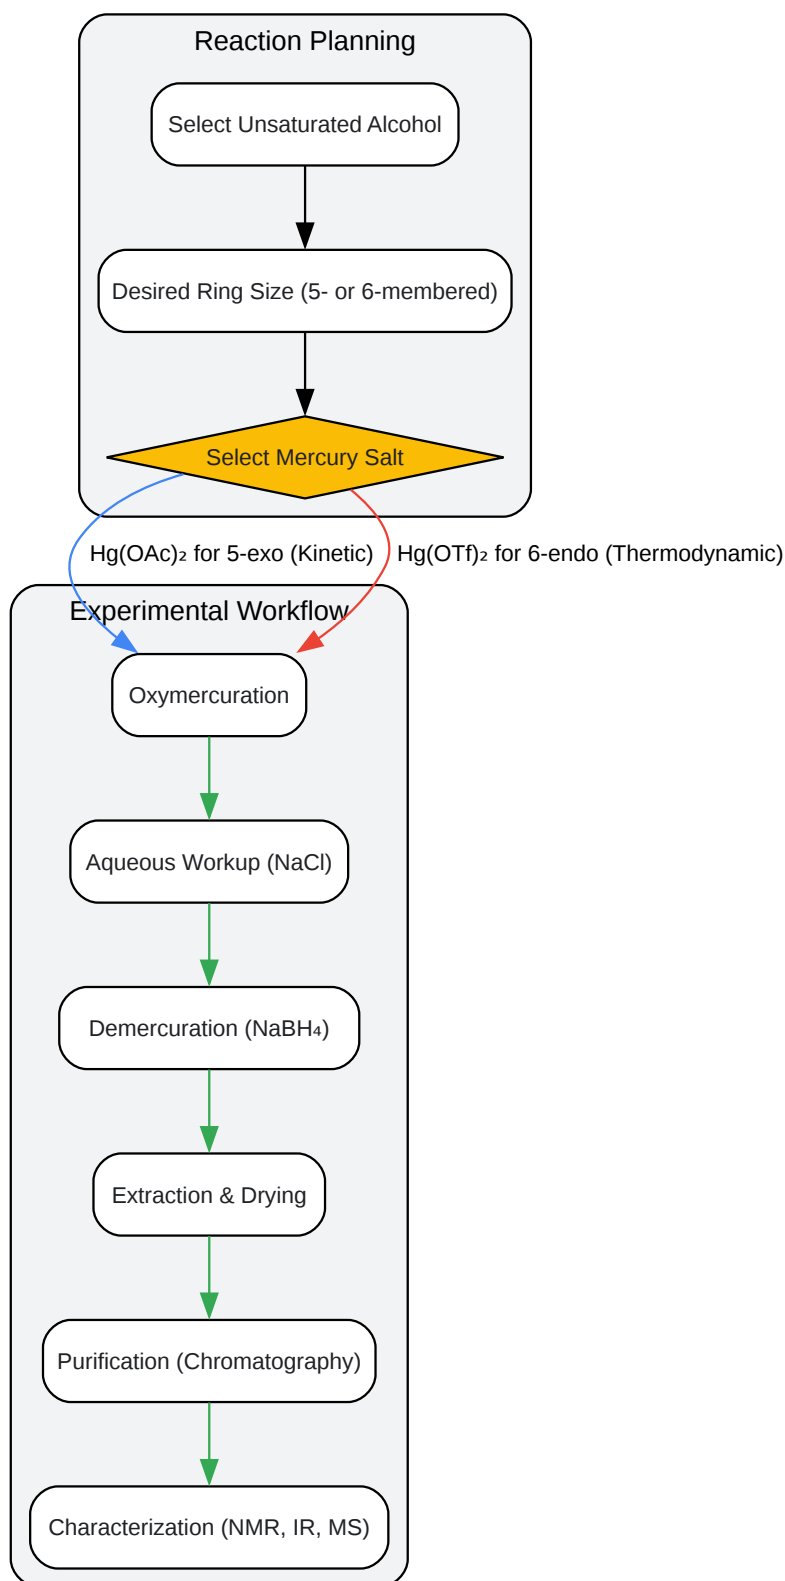 Reaction Planning
Select Unsaturated Alcohol
Desired Ring Size (5- or 6-membered)
Select Mercury Salt
Hg(OAc)₂ for 5-exo (Kinetic)
Hg(OTf)₂ for 6-endo (Thermodynamic)
Experimental Workflow
Oxymercuration
Aqueous Workup (NaCl)
Demercuration (NaBH₄)
Extraction & Drying
Purification (Chromatography)
Characterization (NMR, IR, MS)